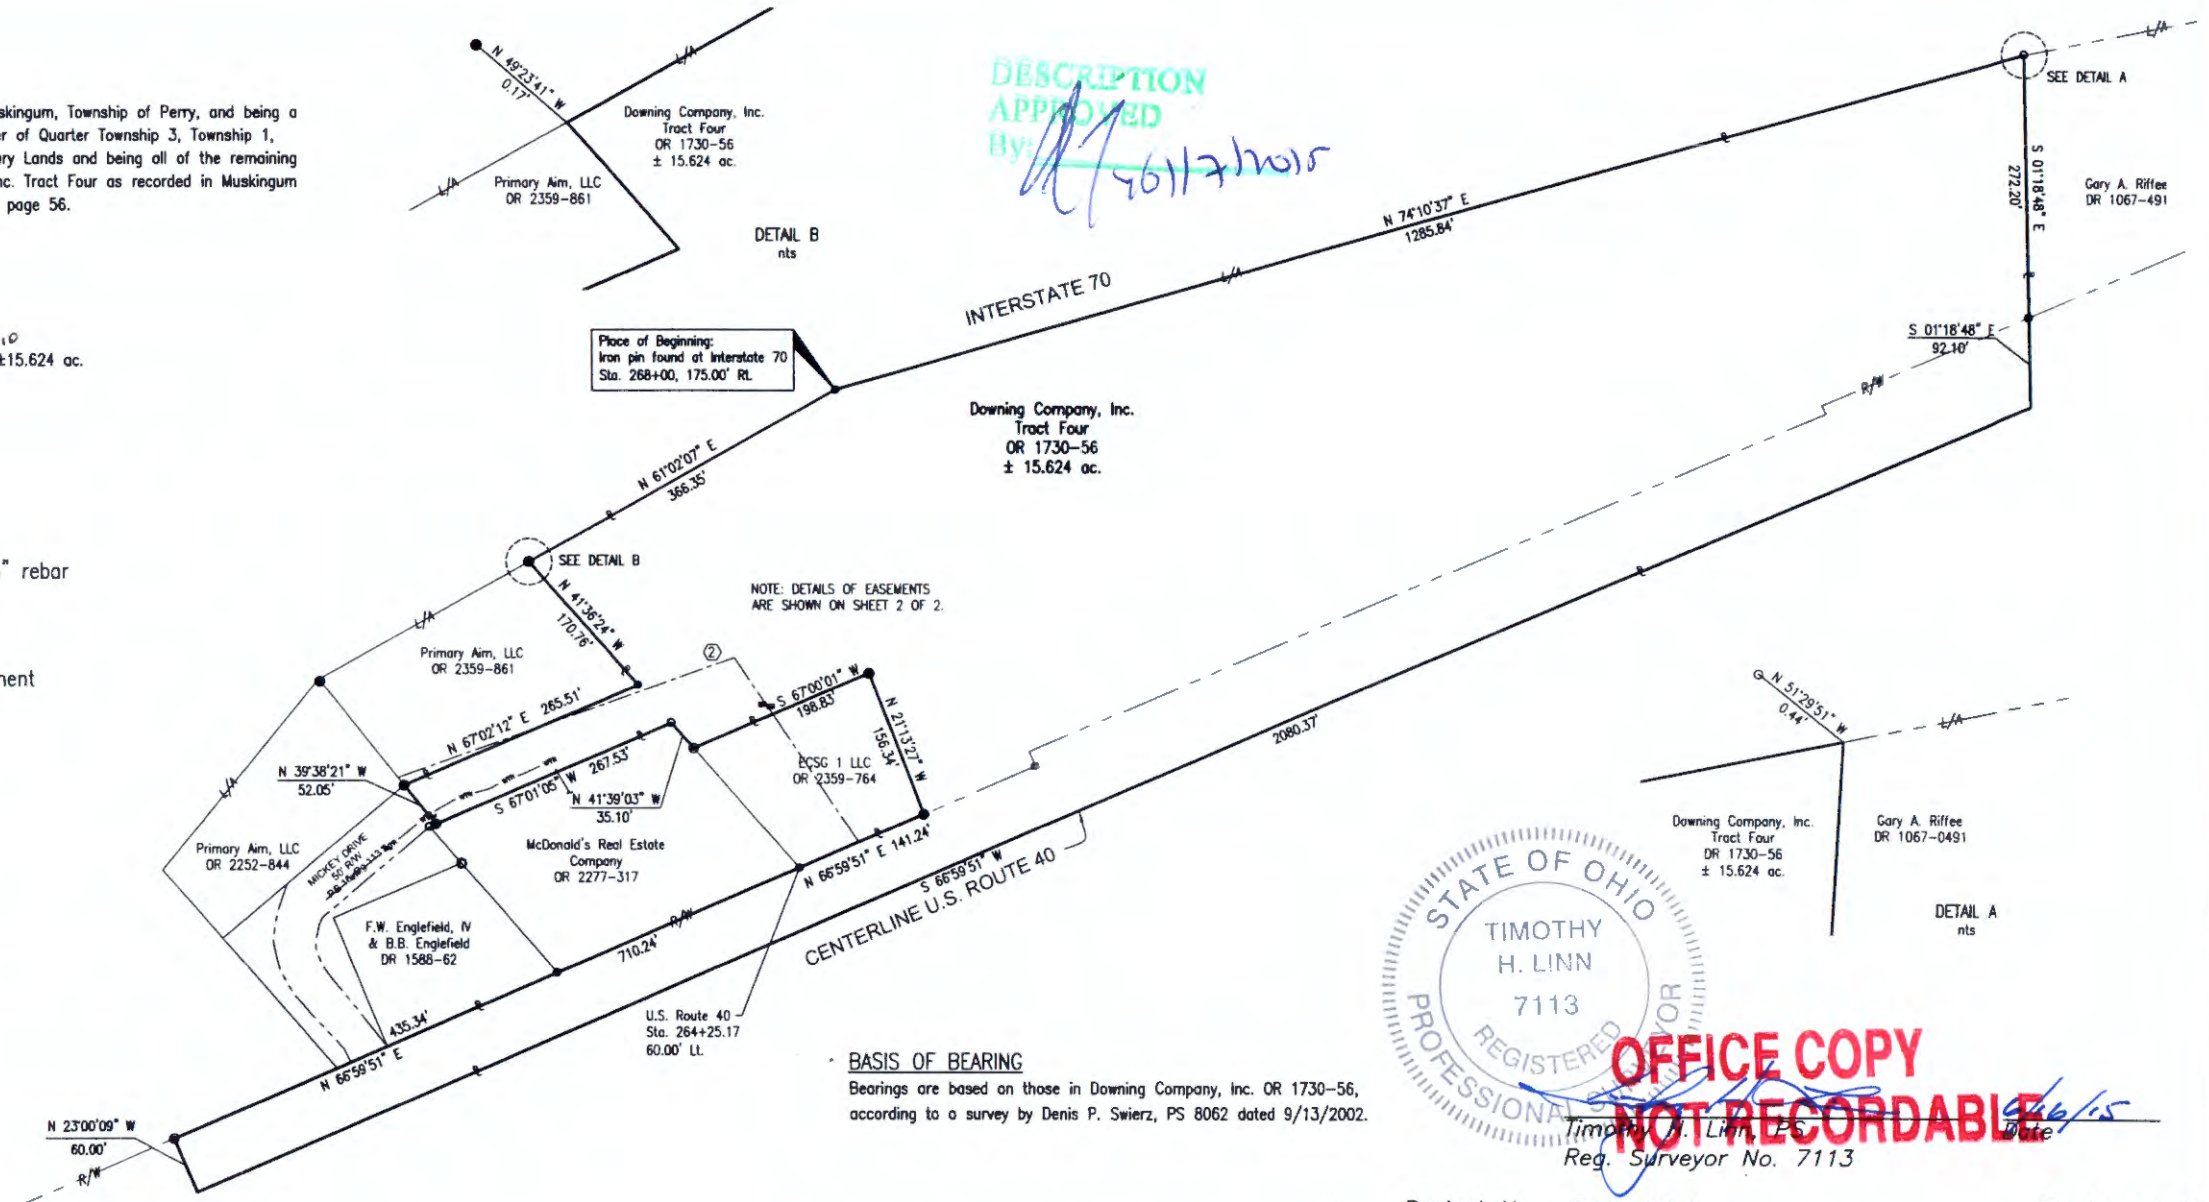 skingum, Township of Perry, and being a
er of Quarter Township 3, Township 1,
ry Lands and being all of the remaining
nc. Tract Four as recorded in Muskingum
page 56.
±15.624 ac.
" rebar
nent
N 49°23'41" W
0.17'
L/A
Downing Company, Inc.
Tract Four
OR 1730-56
± 15.624 ac.
L/A
Primary Aim, LLC
OR 2359-861
DETAIL B
nts
DESCRIPTION
APPROVED
By:
L/A
SEE DETAIL A
S 01°18'48" E
272.20'
Gary A. Riffee
DR 1067-491
N 74°10'37" E
1285.84'
L/A
INTERSTATE 70
Place of Beginning:
Iron pin found at Interstate 70
Sta. 268+00, 175.00' Rt.
S 01°18'48" E
92.10'
R/W
Downing Company, Inc.
Tract Four
OR 1730-56
± 15.624 ac.
N 61°02'07" E
366.35'
SEE DETAIL B
N 41°36'24" W
170.76'
NOTE: DETAILS OF EASEMENTS
ARE SHOWN ON SHEET 2 OF 2.
L/A
Primary Aim, LLC
OR 2359-861
2
S 67°00'01" W
198.83'
N 21°13'27" W
156.34'
N 67°02'12" E 265.51'
ECSG 1 LLC
OR 2359-764
2080.37'
N 39°38'21" W
52.05'
S 67°01'05" W 267.53'
N 41°39'03" W
35.10'
L/A
Primary Aim, LLC
OR 2252-844
MICKEY DRIVE
50' R/W
McDonald's Real Estate
Company
OR 2277-317
N 66°59'51" E 141.24'
S 66°59'51" W
CENTERLINE U.S. ROUTE 40
F.W. Englefield, IV
& B.B. Englefield
DR 1588-62
710.24'
R/W
435.34'
N 66°59'51" E
U.S. Route 40
Sta. 264+25.17
60.00' Lt.
N 23°00'09" W
60.00'
R/W
BASIS OF BEARING
Bearings are based on those in Downing Company, Inc. OR 1730-56,
according to a survey by Denis P. Swierz, PS 8062 dated 9/13/2002.
N 51°29'51" W
0.44'
L/A
Downing Company, Inc.
Tract Four
DR 1730-56
± 15.624 ac.
Gary A. Riffee
DR 1067-0491
DETAIL A
nts
STATE OF OHIO
TIMOTHY
H. LINN
7113
REGISTERED
PROFESSIONAL SURVEYOR
OFFICE COPY
NOT RECORDABLE
Timothy H. Linn, PS
Date
Reg. Surveyor No. 7113